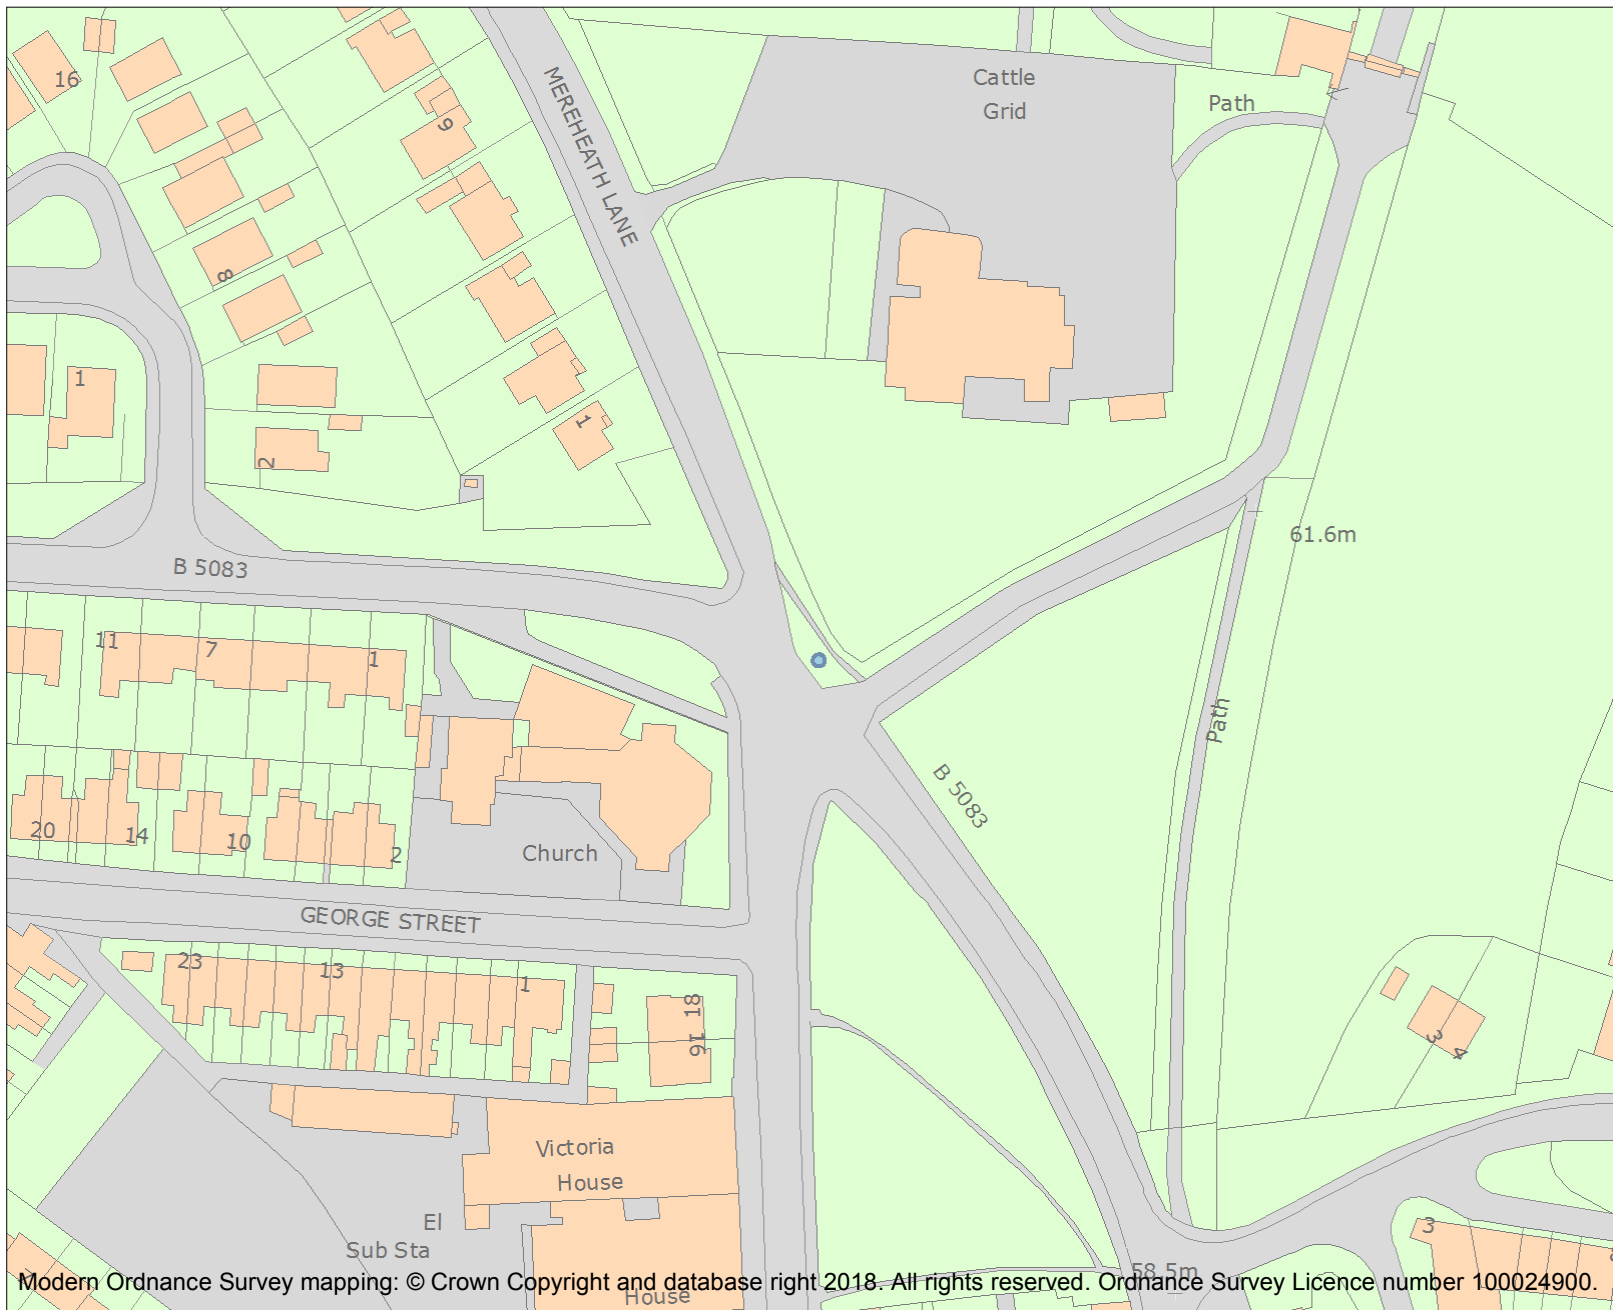 Cattle
Grid
Path
16
9
MEREHEATH LANE
8
1
1
2
61.6m
B 5083
11
7
1
Path
B 5083
20
14
10
2
Church
GEORGE STREET
23
13
1
18
16
3
4
Victoria
House
El
Sub Sta
3
58.5m
House
Modern Ordnance Survey mapping: © Crown Copyright and database right 2018. All rights reserved. Ordnance Survey Licence number 100024900.